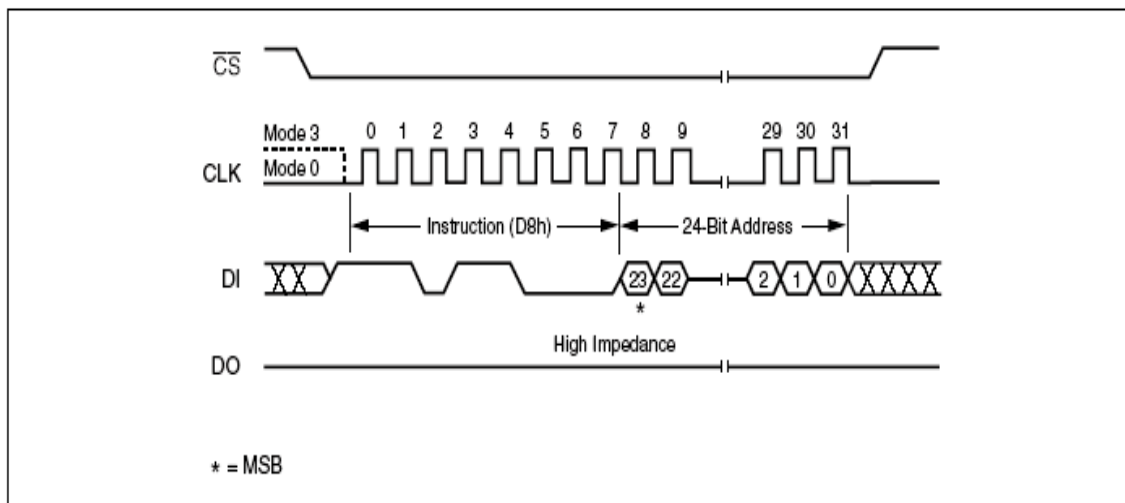 CS
Mode 3 0 1 2 3 4 5 6 7 8 9 29 30 31
CLK Mode 0
Instruction (D8h) 24-Bit Address
DI 23 22 2 1 0
*
High Impedance
DO
* = MSB